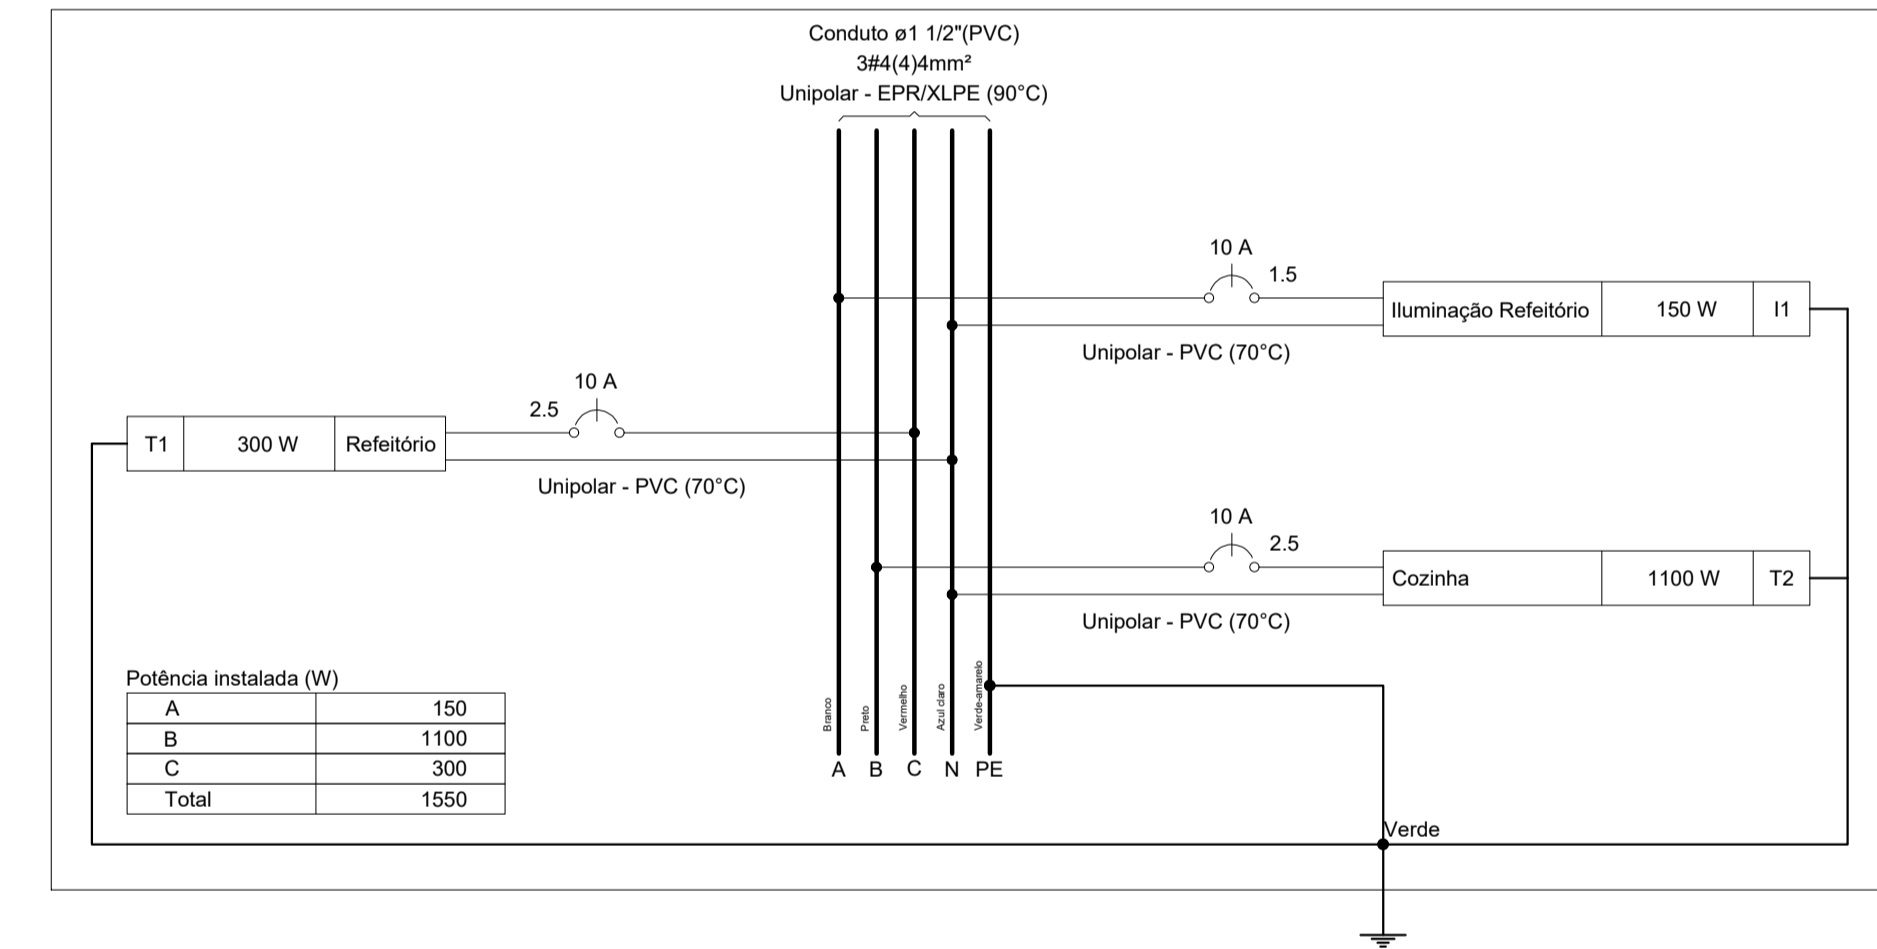 Conduto ø1 1/2"(PVC)
3#4(4)4mm²
Unipolar - EPR/XLPE (90°C)
10 A
1.5
Iluminação Refeitório 150 W I1
Unipolar - PVC (70°C)
10 A
2.5
T1 300 W Refeitório
Unipolar - PVC (70°C)
10 A
2.5
Cozinha 1100 W T2
Unipolar - PVC (70°C)
Potência instalada (W)
A 150
B 1100
C 300
Total 1550
Branco
Preto
Vermelho
Azul claro
Verde-amarelo
A B C N PE
Verde